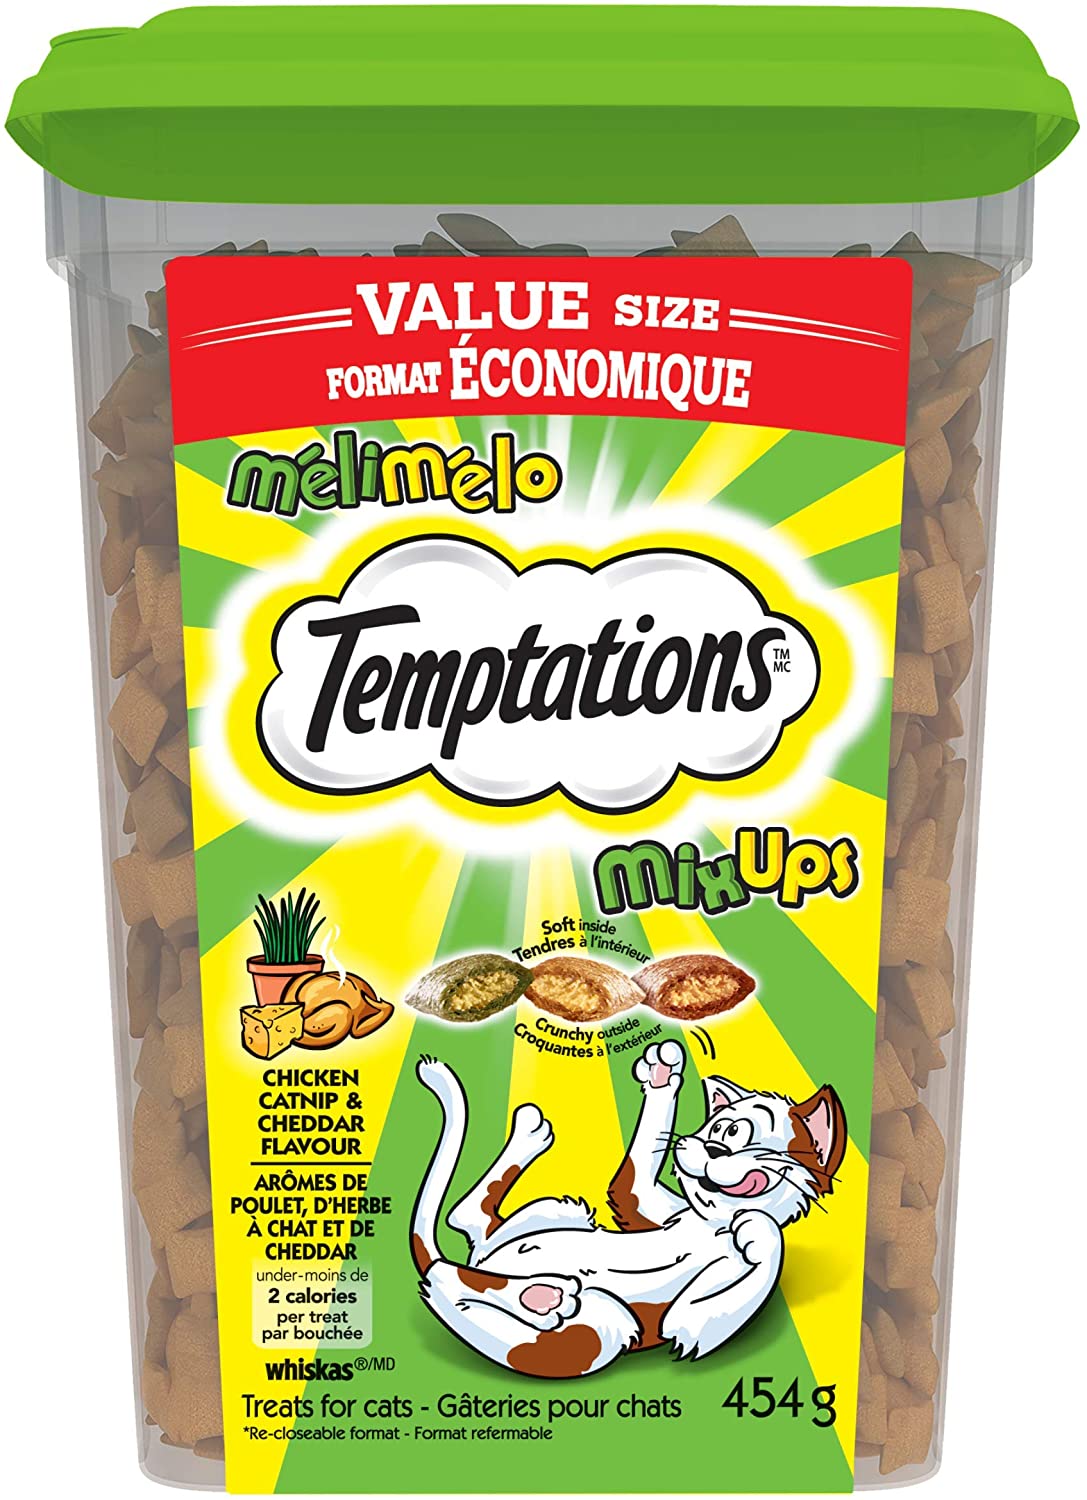 VALUE SIZE
FORMAT ÉCONOMIQUE
mélimélo
Temptations™
MC
mixUps
Soft inside
Tendres à l'intérieur
Crunchy outside
Croquantes à l'extérieur
CHICKEN
CATNIP &
CHEDDAR
FLAVOUR
ARÔMES DE
POULET, D'HERBE
À CHAT ET DE
CHEDDAR
under-moins de
2 calories
per treat
par bouchée
whiskas®/MD
Treats for cats - Gâteries pour chats
454 g
*Re-closeable format - Format refermable